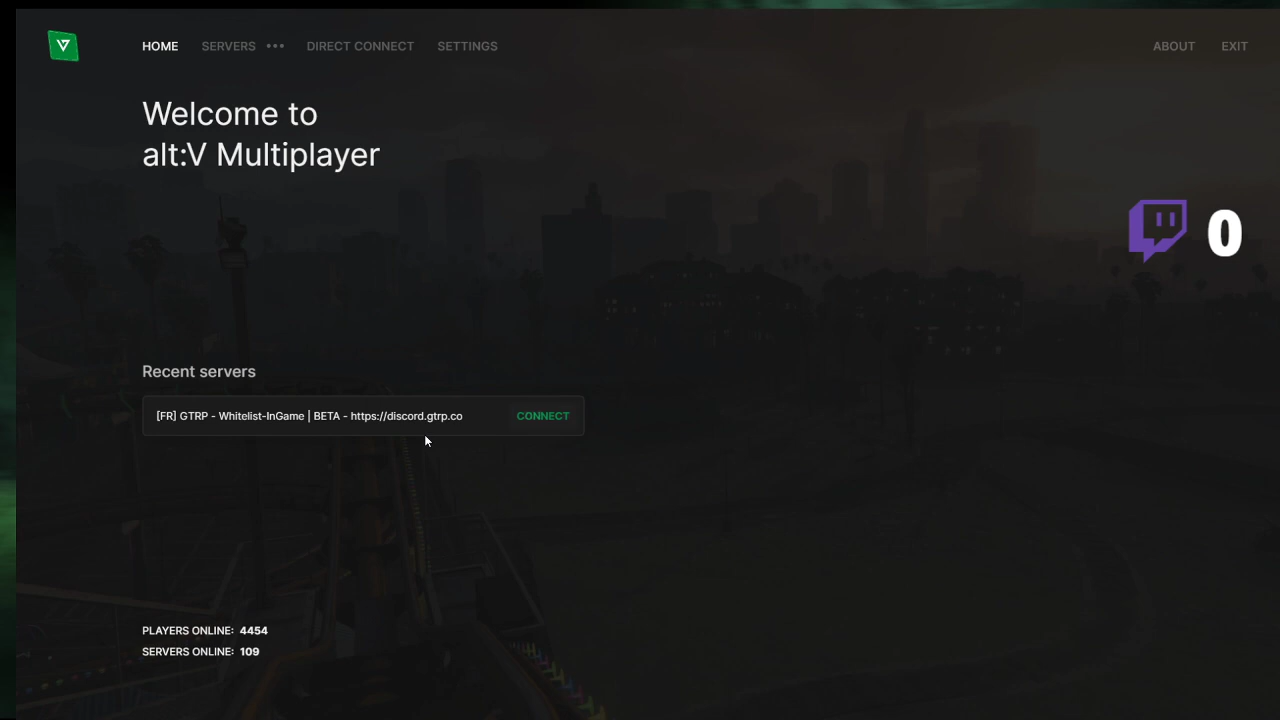 HOME SERVERS ••• DIRECT CONNECT SETTINGS ABOUT EXIT
Welcome to
alt:V Multiplayer
0
Recent servers
[FR] GTRP - Whitelist-InGame | BETA - https://discord.gtrp.co CONNECT
PLAYERS ONLINE: 4454
SERVERS ONLINE: 109